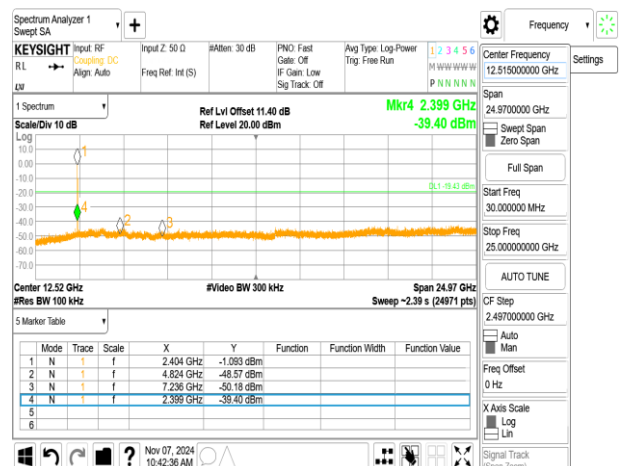 Spectrum Analyzer 1
Swept SA
+
Frequency
KEYSIGHT
RL
Input: RF
Coupling: DC
Align: Auto
Input Z: 50 Ω
Freq Ref: Int (S)
#Atten: 30 dB
PNO: Fast
Gate: Off
IF Gain: Low
Sig Track: Off
Avg Type: Log-Power
Trig: Free Run
1 2 3 4 5 6
M W W W W W
P N N N N N
Settings
Center Frequency
12.515000000 GHz
Span
24.9700000 GHz
Swept Span
Zero Span
Full Span
Start Freq
30.000000 MHz
Stop Freq
25.000000000 GHz
AUTO TUNE
CF Step
2.497000000 GHz
Auto
Man
Freq Offset
0 Hz
X Axis Scale
Log
Lin
Signal Track
(Span Zoom)
1 Spectrum
Scale/Div 10 dB
Ref Lvl Offset 11.40 dB
Ref Level 20.00 dBm
Mkr4 2.399 GHz
-39.40 dBm
Log
10.0
0.00
-10.0
-20.0
-30.0
-40.0
-50.0
-60.0
-70.0
1
4
2
3
DL1 -19.43 dBm
Center 12.52 GHz
#Res BW 100 kHz
#Video BW 300 kHz
Span 24.97 GHz
Sweep ~2.39 s (24971 pts)
5 Marker Table
Mode Trace Scale X Y Function Function Width Function Value
1 N 1 f 2.404 GHz -1.093 dBm
2 N 1 f 4.824 GHz -48.57 dBm
3 N 1 f 7.236 GHz -50.18 dBm
4 N 1 f 2.399 GHz -39.40 dBm
5
6
?
Nov 07, 2024
10:42:36 AM